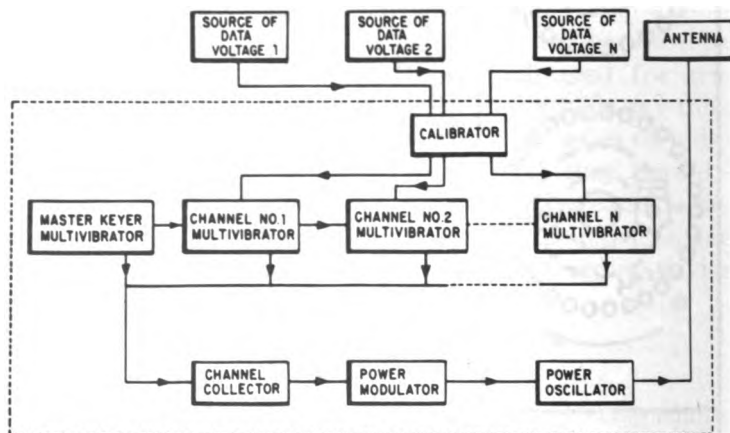 SOURCE OF
DATA
VOLTAGE 1
SOURCE OF
DATA
VOLTAGE 2
SOURCE OF
DATA
VOLTAGE N
ANTENNA
CALIBRATOR
MASTER KEYER
MULTIVIBRATOR
CHANNEL NO.1
MULTIVIBRATOR
CHANNEL NO.2
MULTIVIBRATOR
CHANNEL N
MULTIVIBRATOR
CHANNEL
COLLECTOR
POWER
MODULATOR
POWER
OSCILLATOR